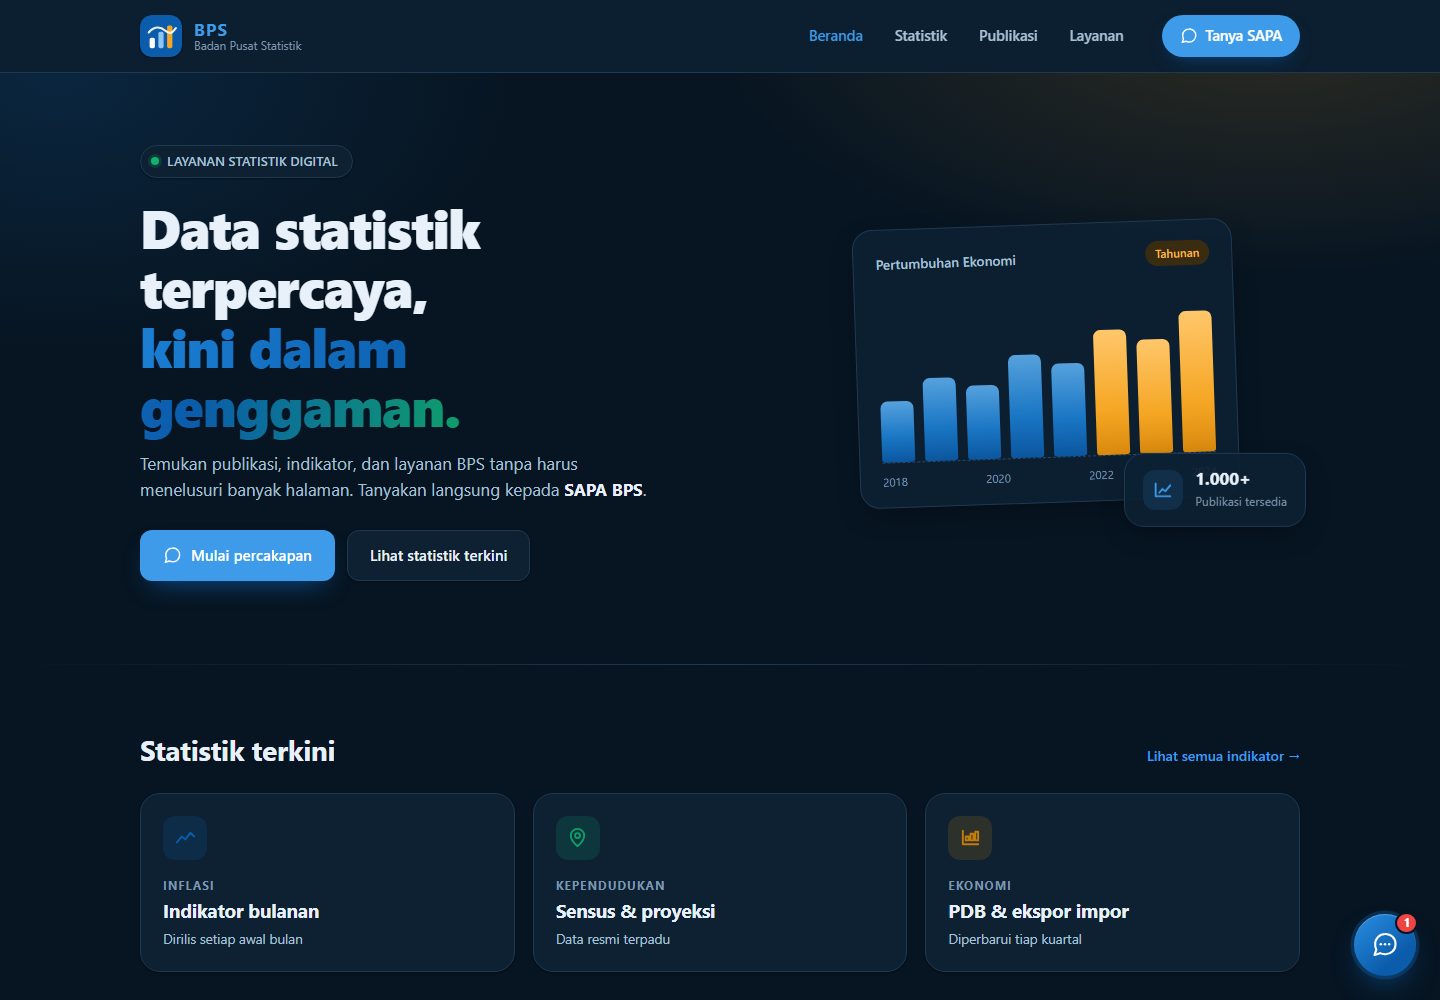 BPS
Badan Pusat Statistik
Beranda
Statistik
Publikasi
Layanan
Tanya SAPA
LAYANAN STATISTIK DIGITAL
Data statistik
terpercaya,
kini dalam
genggaman.
Temukan publikasi, indikator, dan layanan BPS tanpa harus
menelusuri banyak halaman. Tanyakan langsung kepada SAPA BPS.
Mulai percakapan
Lihat statistik terkini
Pertumbuhan Ekonomi
Tahunan
2018
2020
2022
1.000+
Publikasi tersedia
Statistik terkini
Lihat semua indikator →
INFLASI
Indikator bulanan
Dirilis setiap awal bulan
KEPENDUDUKAN
Sensus & proyeksi
Data resmi terpadu
EKONOMI
PDB & ekspor impor
Diperbarui tiap kuartal
1